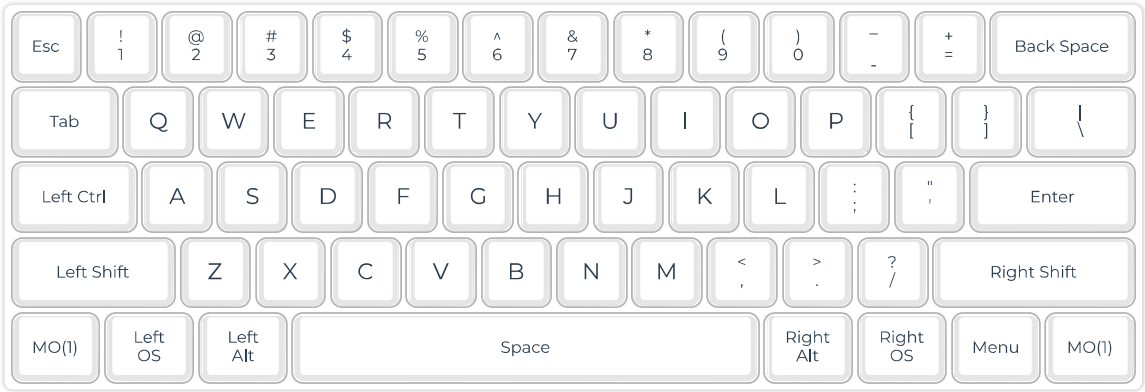 Esc ! @ # $ % ^ & * ( ) _ + Back Space
1 2 3 4 5 6 7 8 9 0 - =
Tab Q W E R T Y U I O P { } |
[ ] \
Left Ctrl A S D F G H J K L : " Enter
; '
Left Shift Z X C V B N M < > ? Right Shift
, . /
MO(1) Left OS Left Alt Space Right Alt Right OS Menu MO(1)